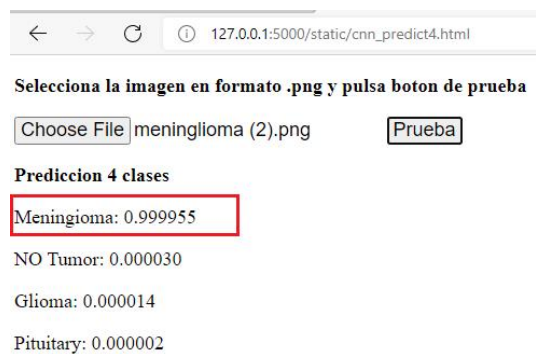 127.0.0.1:5000/static/cnn_predict4.html
Selecciona la imagen en formato .png y pulsa boton de prueba
Choose File meninglioma (2).png Prueba
Prediccion 4 clases
Meningioma: 0.999955
NO Tumor: 0.000030
Glioma: 0.000014
Pituitary: 0.000002